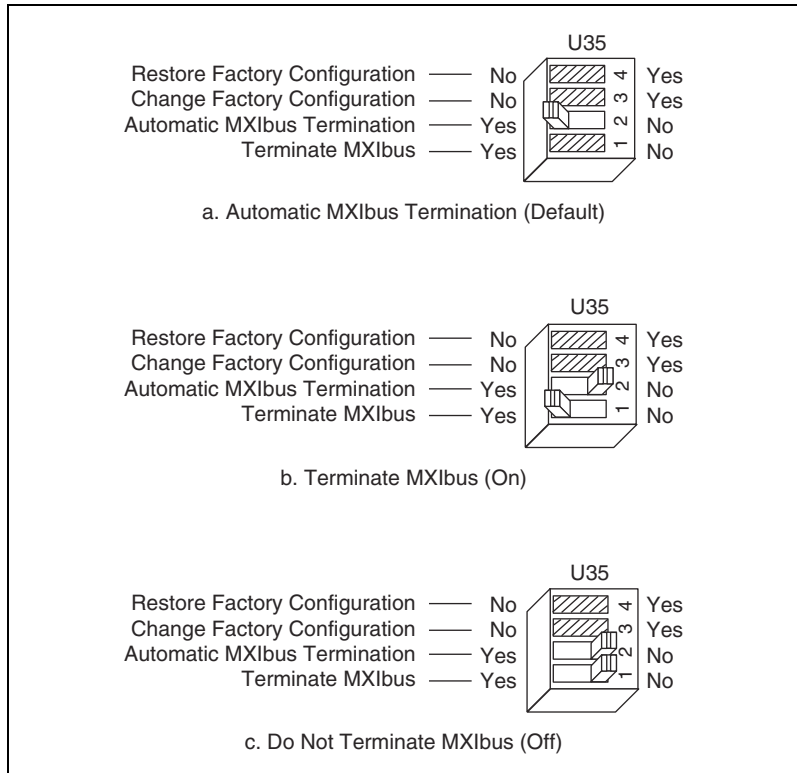 U35
Restore Factory Configuration No 4 Yes
Change Factory Configuration No 3 Yes
Automatic MXIbus Termination Yes 2 No
Terminate MXIbus Yes 1 No
a. Automatic MXIbus Termination (Default)
U35
Restore Factory Configuration No 4 Yes
Change Factory Configuration No 3 Yes
Automatic MXIbus Termination Yes 2 No
Terminate MXIbus Yes 1 No
b. Terminate MXIbus (On)
U35
Restore Factory Configuration No 4 Yes
Change Factory Configuration No 3 Yes
Automatic MXIbus Termination Yes 2 No
Terminate MXIbus Yes 1 No
c. Do Not Terminate MXIbus (Off)